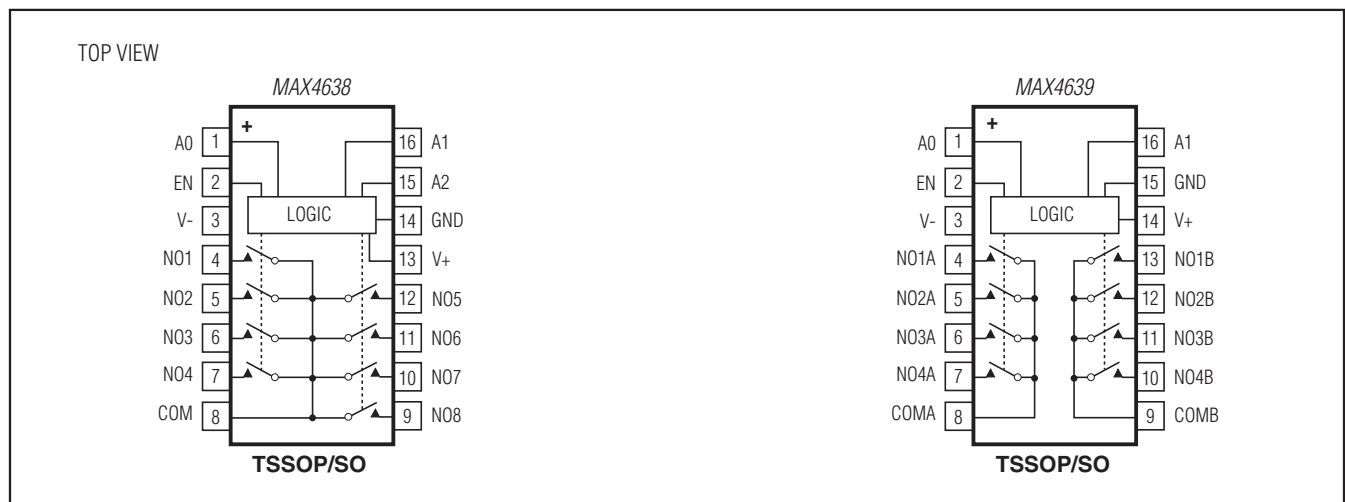 TOP VIEW
MAX4638
+
A0 1 16 A1
EN 2 15 A2
V- 3 LOGIC 14 GND
NO1 4 13 V+
NO2 5 12 NO5
NO3 6 11 NO6
NO4 7 10 NO7
COM 8 9 NO8
TSSOP/SO
MAX4639
+
A0 1 16 A1
EN 2 15 GND
V- 3 LOGIC 14 V+
NO1A 4 13 NO1B
NO2A 5 12 NO2B
NO3A 6 11 NO3B
NO4A 7 10 NO4B
COMA 8 9 COMB
TSSOP/SO